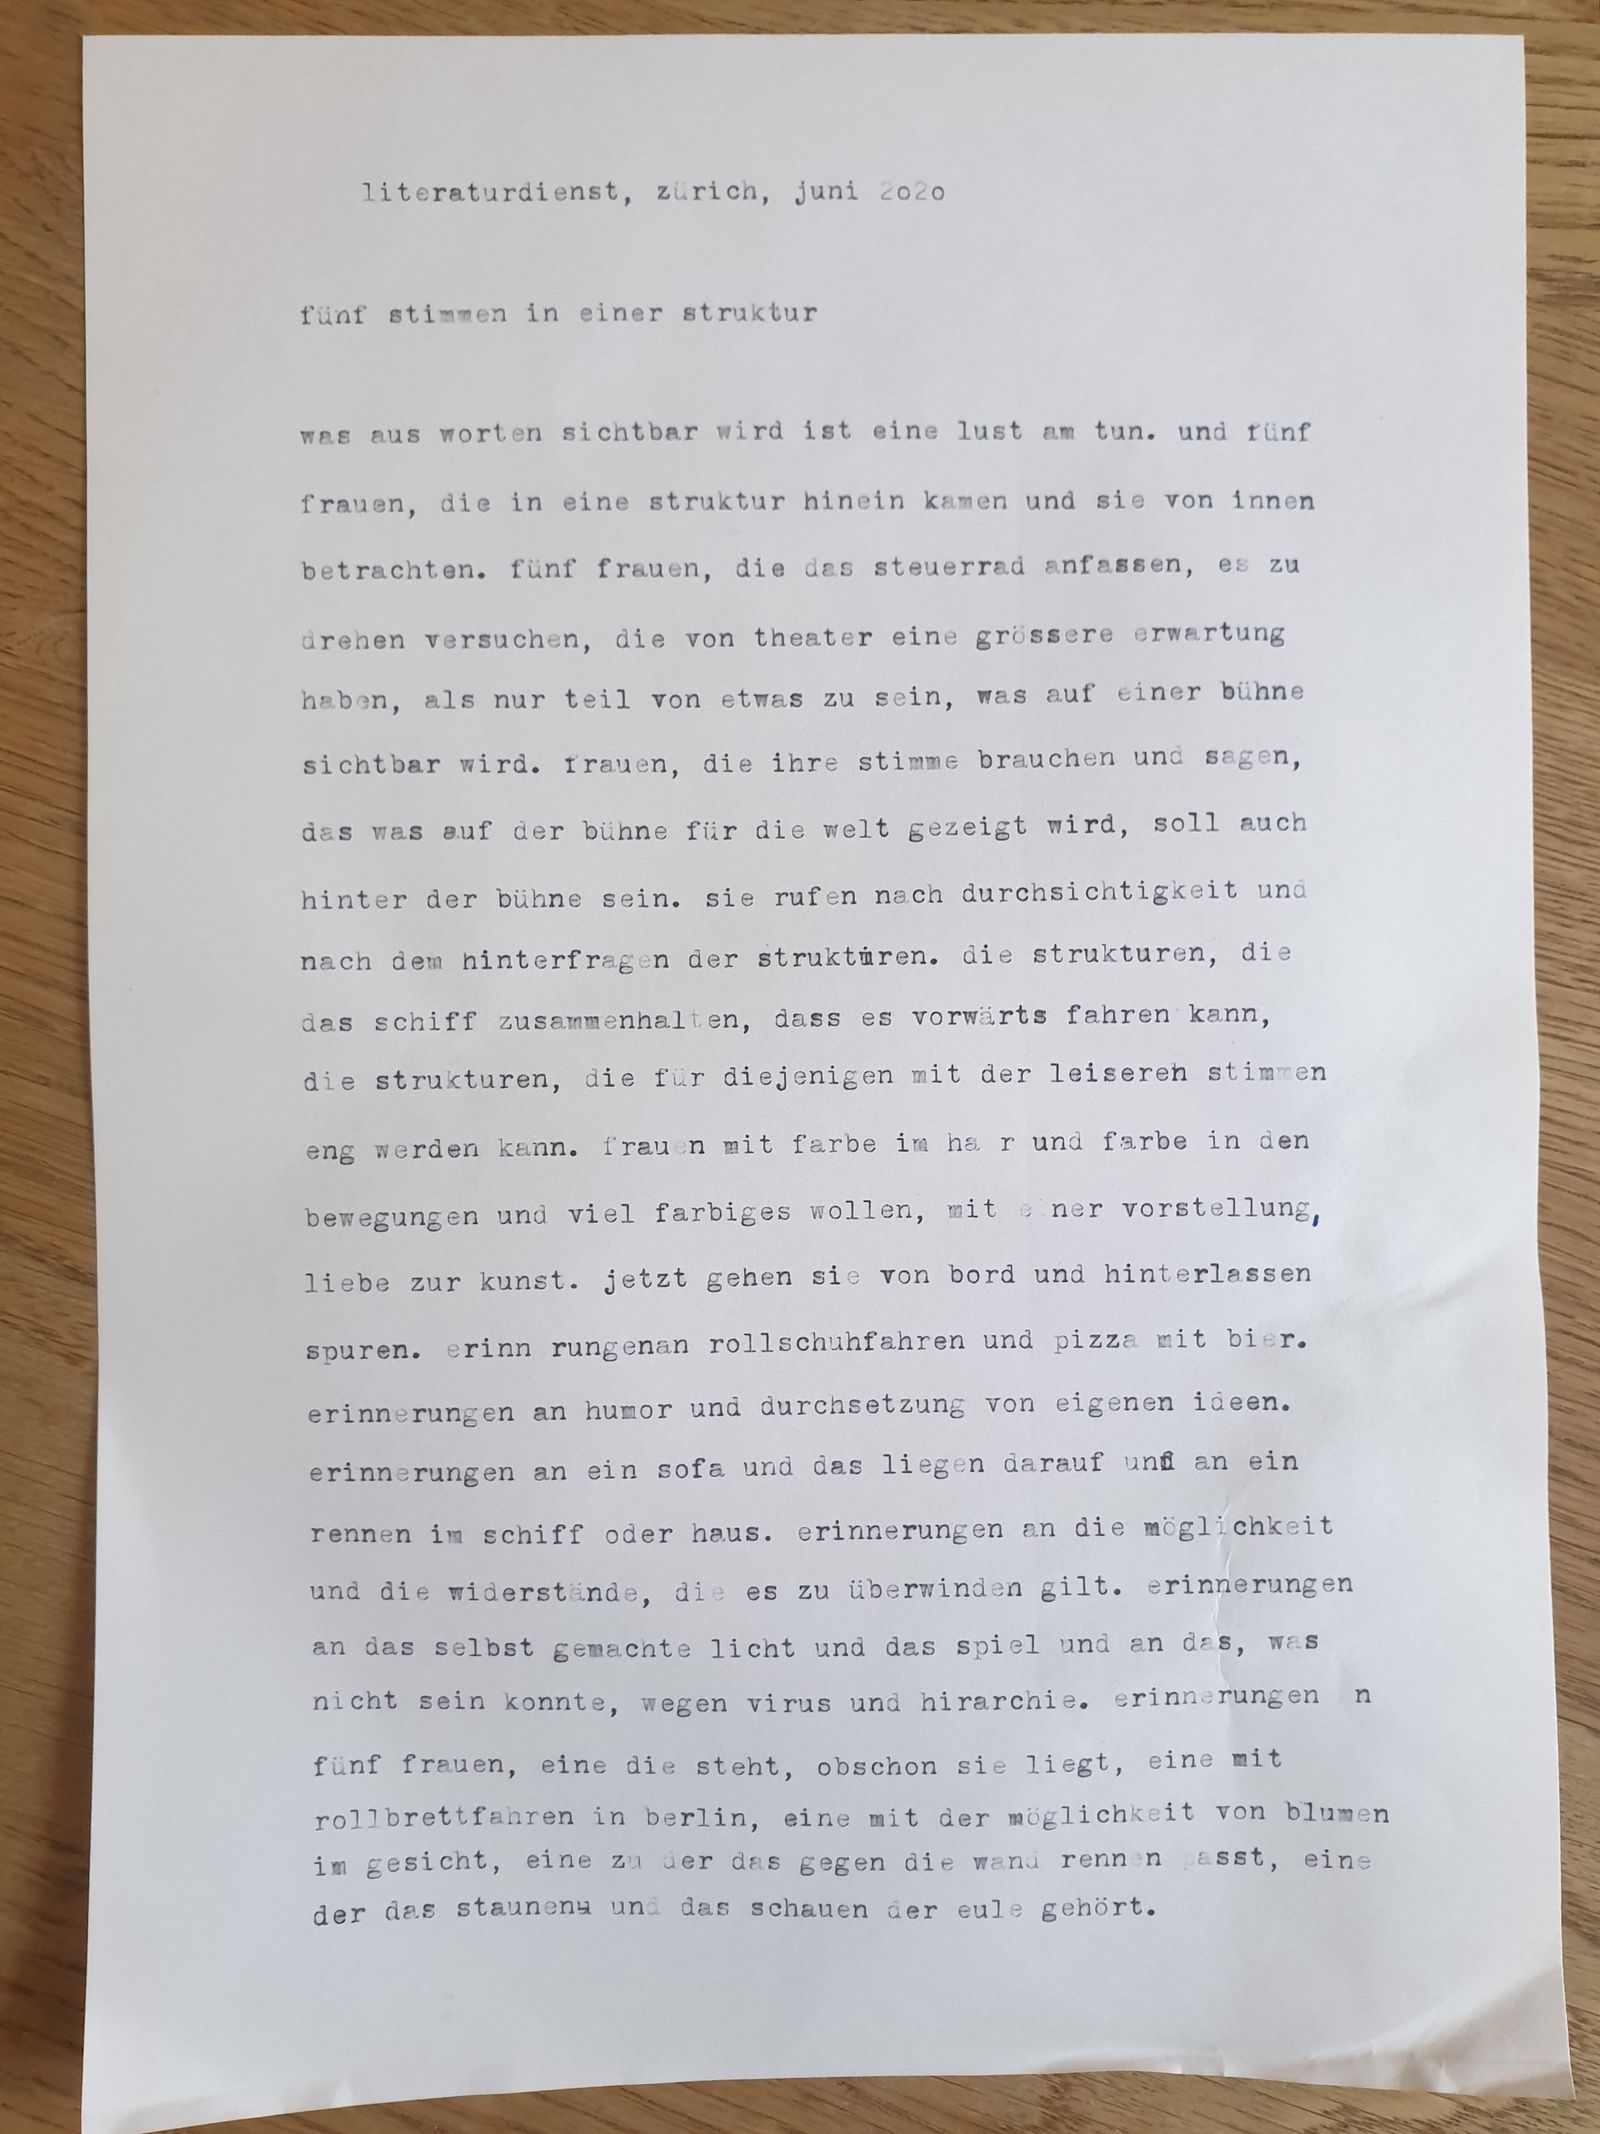 literaturdienst, zürich, juni 2o2o
fünf stimmen in einer struktur
was aus worten sichtbar wird ist eine lust am tun. und fünf
frauen, die in eine struktur hinein kamen und sie von innen
betrachten. fünf frauen, die das steuerrad anfassen, es zu
drehen versuchen, die von theater eine grössere erwartung
haben, als nur teil von etwas zu sein, was auf einer bühne
sichtbar wird. frauen, die ihre stimme brauchen und sagen,
das was auf der bühne für die welt gezeigt wird, soll auch
hinter der bühne sein. sie rufen nach durchsichtigkeit und
nach dem hinterfragen der strukturen. die strukturen, die
das schiff zusammenhalten, dass es vorwärts fahren kann,
die strukturen, die für diejenigen mit der leiseren stimmen
eng werden kann. frauen mit farbe im ha r und farbe in den
bewegungen und viel farbiges wollen, mit einer vorstellung,
liebe zur kunst. jetzt gehen sie von bord und hinterlassen
spuren. erinn rungenan rollschuhfahren und pizza mit bier.
erinnerungen an humor und durchsetzung von eigenen ideen.
erinnerungen an ein sofa und das liegen darauf und an ein
rennen im schiff oder haus. erinnerungen an die möglichkeit
und die widerstände, die es zu überwinden gilt. erinnerungen
an das selbst gemachte licht und das spiel und an das, was
nicht sein konnte, wegen virus und hirarchie. erinnerungen an
fünf frauen, eine die steht, obschon sie liegt, eine mit
rollbrettfahren in berlin, eine mit der möglichkeit von blumen
im gesicht, eine zu der das gegen die wand rennen passt, eine
der das staunen und das schauen der eule gehört.